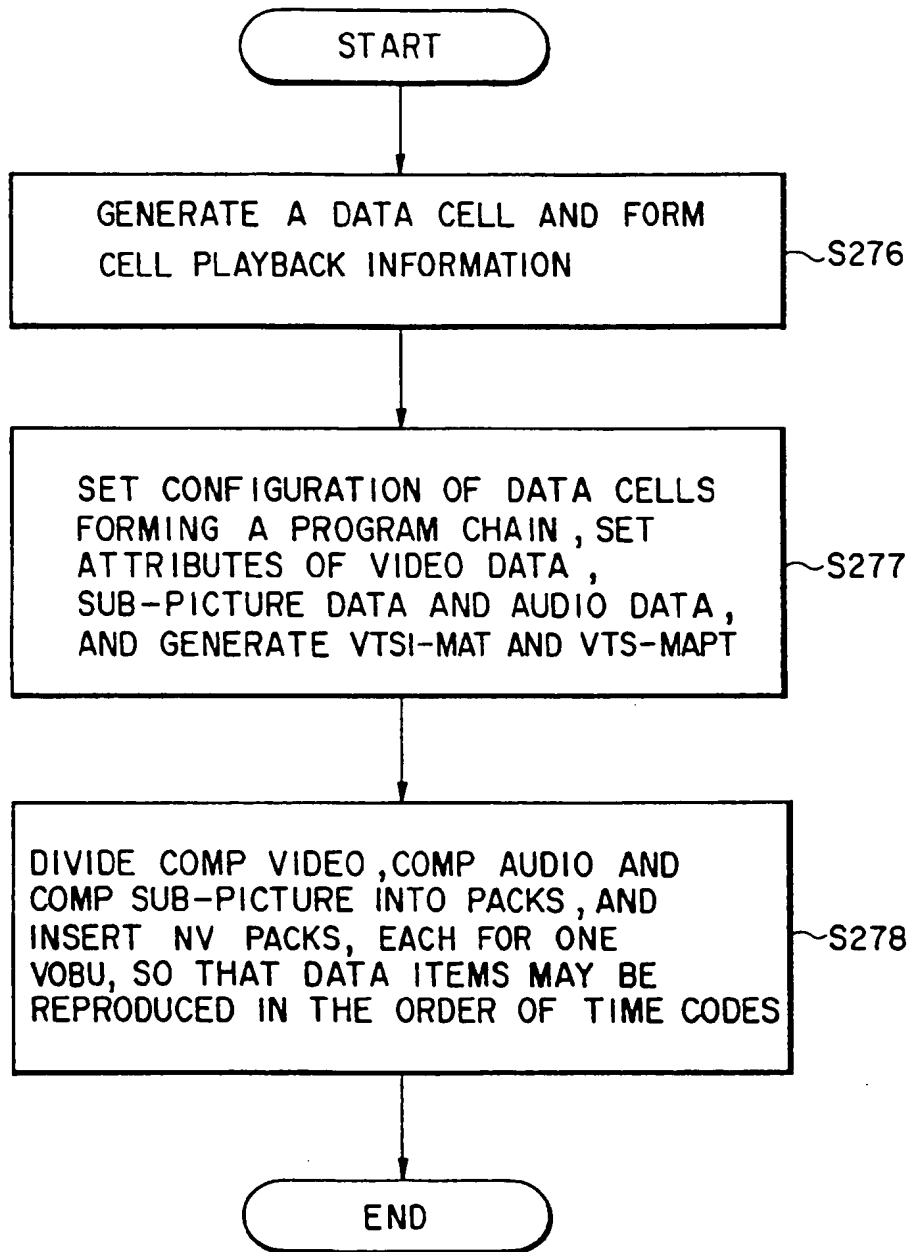 START
GENERATE A DATA CELL AND FORM
CELL PLAYBACK INFORMATION
S276
SET CONFIGURATION OF DATA CELLS
FORMING A PROGRAM CHAIN, SET
ATTRIBUTES OF VIDEO DATA,
SUB-PICTURE DATA AND AUDIO DATA,
AND GENERATE VTSI-MAT AND VTS-MAPT
S277
DIVIDE COMP VIDEO, COMP AUDIO AND
COMP SUB-PICTURE INTO PACKS, AND
INSERT NV PACKS, EACH FOR ONE
VOBU, SO THAT DATA ITEMS MAY BE
REPRODUCED IN THE ORDER OF TIME CODES
S278
END